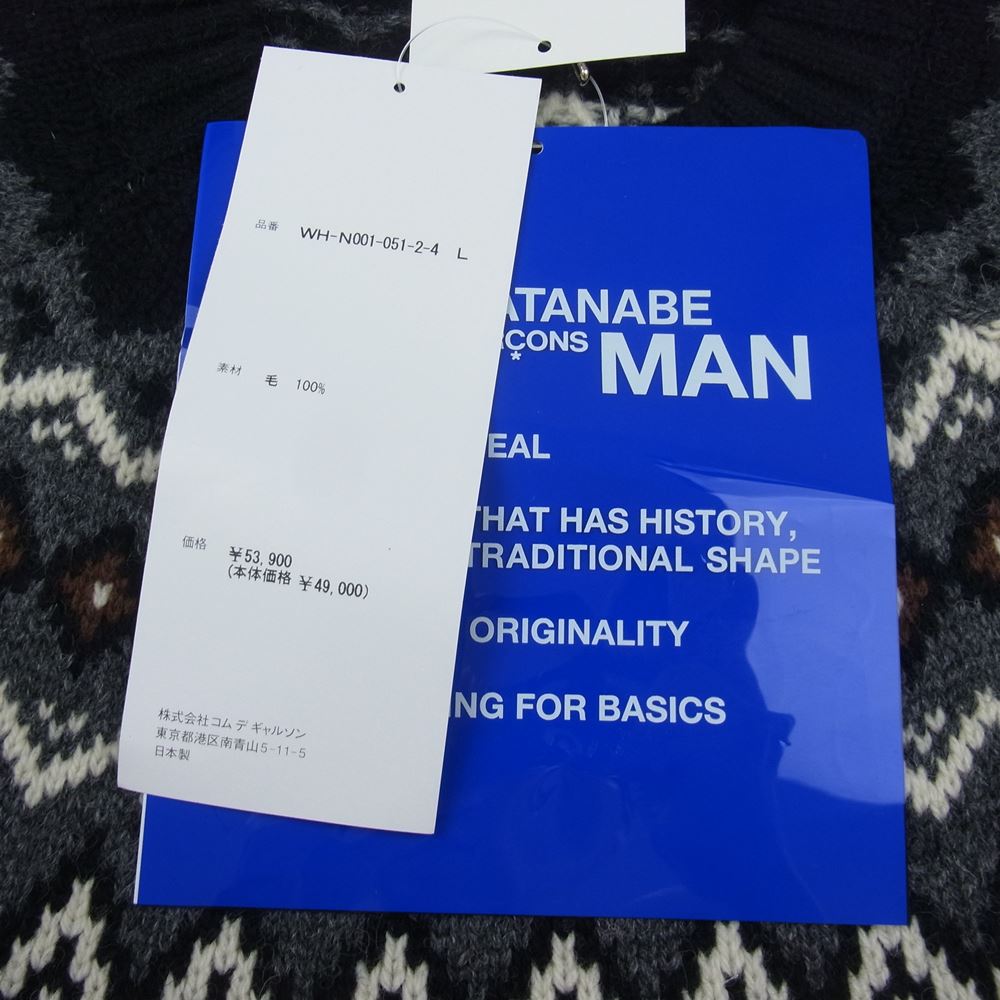 品番 WH-N001-051-2-4 L
素材 毛 100%
価格 ¥53,900
(本体価格 ¥49,000)
株式会社コム デ ギャルソン
東京都港区南青山5-11-5
日本製
ATANABE
CONS MAN
*
EAL
THAT HAS HISTORY,
TRADITIONAL SHAPE
ORIGINALITY
NG FOR BASICS